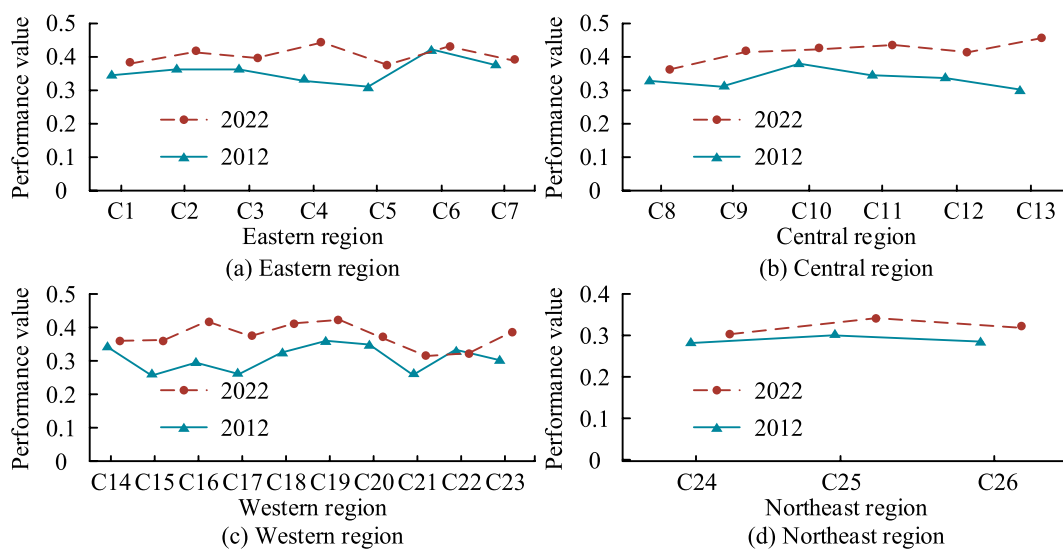 Performance value
0.5
0.4
0.3
0.2
0.1
0
2022
2012
C1 C2 C3 C4 C5 C6 C7
Eastern region
(a) Eastern region
Performance value
0.5
0.4
0.3
0.2
0.1
0
2022
2012
C8 C9 C10 C11 C12 C13
Central region
(b) Central region
Performance value
0.5
0.4
0.3
0.2
0.1
0
2022
2012
C14 C15 C16 C17 C18 C19 C20 C21 C22 C23
Western region
(c) Western region
Performance value
0.4
0.3
0.2
0.1
0
2022
2012
C24 C25 C26
Northeast region
(d) Northeast region